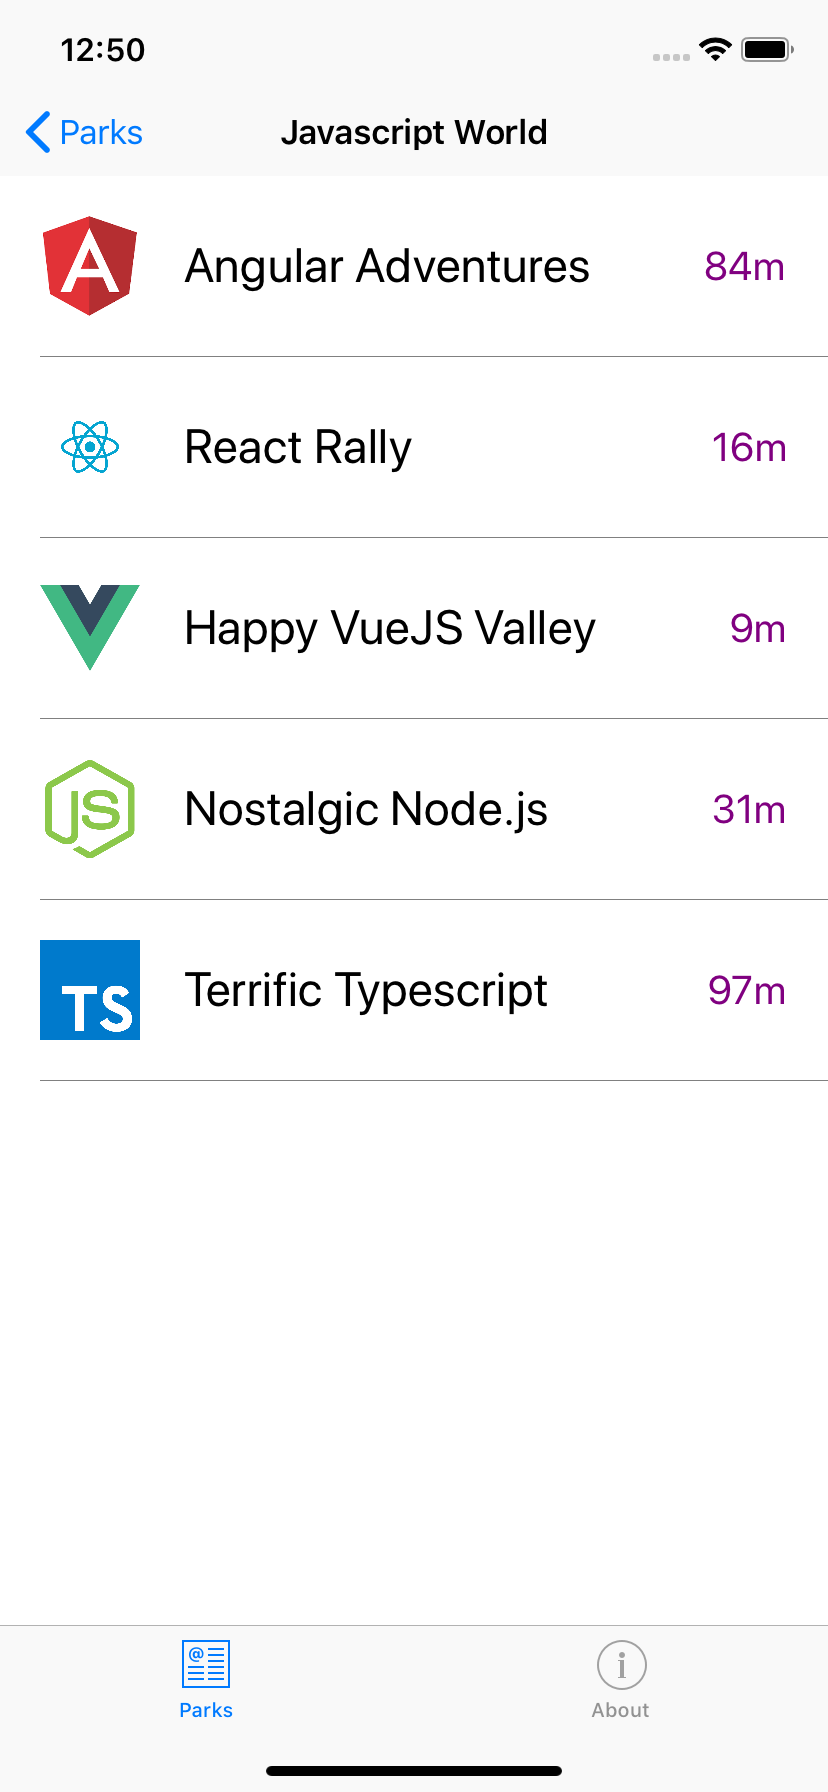 12:50
Parks
Javascript World
A
Angular Adventures 84m
React Rally 16m
Happy VueJS Valley 9m
JS
Nostalgic Node.js 31m
TS
Terrific Typescript 97m
@
i
Parks
About